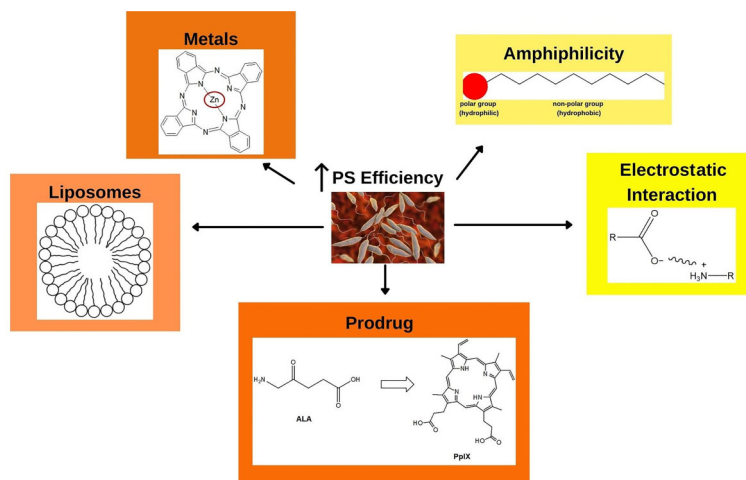 Metals
N
N
N
N
Zn
N
N
N
N
Amphiphilicity
polar group
(hydrophilic)
non-polar group
(hydrophobic)
PS Efficiency
Liposomes
Electrostatic
Interaction
O
R
O−
+
H₃N—R
Prodrug
H₂N
O
OH
O
ALA
NH
N
N
HN
HO
O
O
HO
PpIX